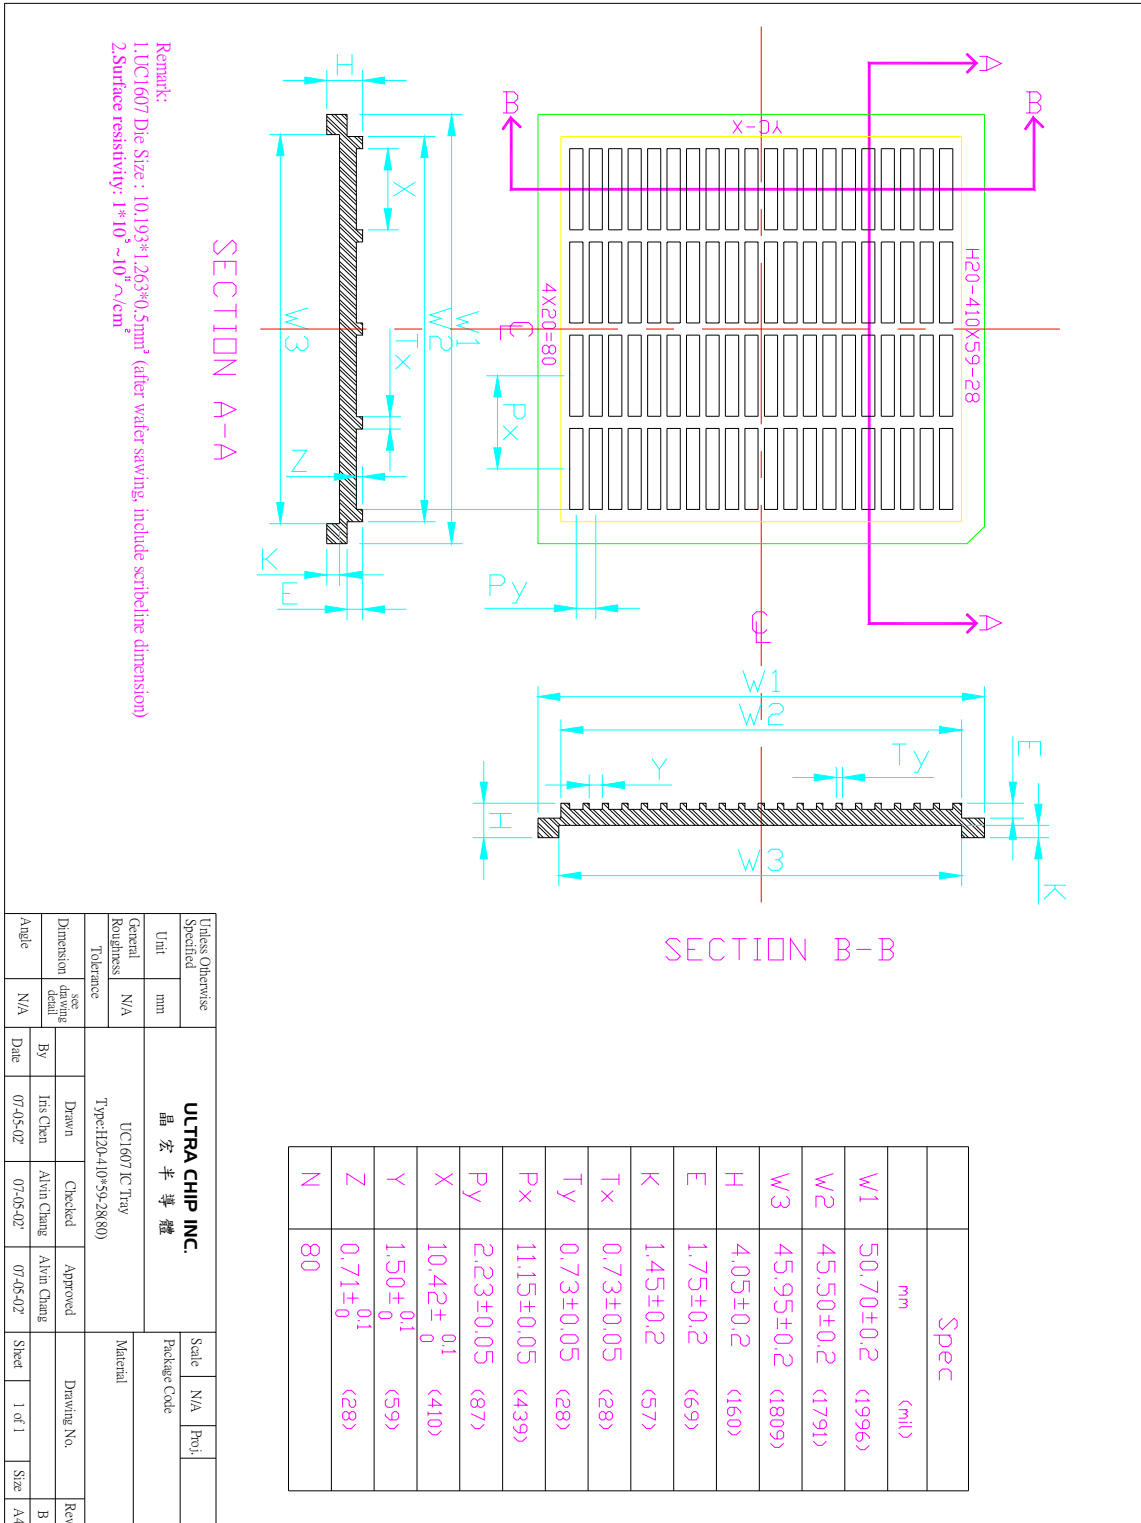 Remark:
1.UC1607 Die Size : 10.193*1.263*0.5mm³ (after wafer sawing, include scribeline dimension)
2.Surface resistivity: 1*10⁵ ~10¹¹ /cm²
H
X
W3
W1
W2
Tx
Z
K
E
SECTION A-A
A
A
B
B
YC-X
H20-410X59-28
4X20=80
CL
Px
Py
CL
W1
W2
Ty
Y
E
H
K
W3
SECTION B-B
Spec
mm (mil)
W1 50.70±0.2 (1996)
W2 45.50±0.2 (1791)
W3 45.95±0.2 (1809)
H 4.05±0.2 (160)
E 1.75±0.2 (69)
K 1.45±0.2 (57)
Tx 0.73±0.05 (28)
Ty 0.73±0.05 (28)
Px 11.15±0.05 (439)
Py 2.23±0.05 (87)
X 10.42± 0.1 0 (410)
Y 1.50± 0.1 0 (59)
Z 0.71± 0.1 0 (28)
N 80
Unless Otherwise Specified
Unit mm
General Roughness N/A
Tolerance
Dimension see drawing detail
Angle N/A
ULTRA CHIP INC.
晶 宏 半 導 體
UC1607 IC Tray
Type:H20-410*59-28(80)
Drawn Checked Approved
By Iris Chen Alvin Chang Alvin Chang
Date 07-05-02' 07-05-02' 07-05-02'
Scale N/A Proj.
Package Code
Material
Drawing No. Rev
B
Sheet 1 of 1 Size A4